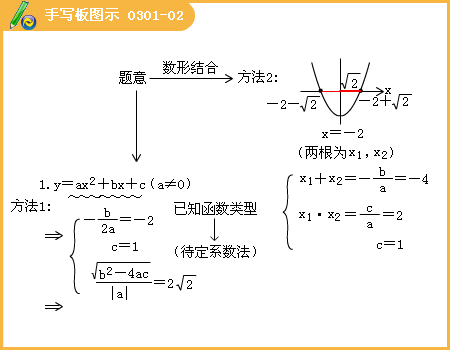 手写板图示 0301-02
题意
数形结合
方法2:
√2
x
-2-√2
-2+√2
x=-2
(两根为x₁,x₂)
1.y=ax²+bx+c(a≠0)
方法1:
⇒
-b/2a=-2
c=1
√(b²-4ac)/|a|=2√2
⇒
已知函数类型
(待定系数法)
x₁+x₂=-b/a=-4
x₁·x₂=c/a=2
c=1